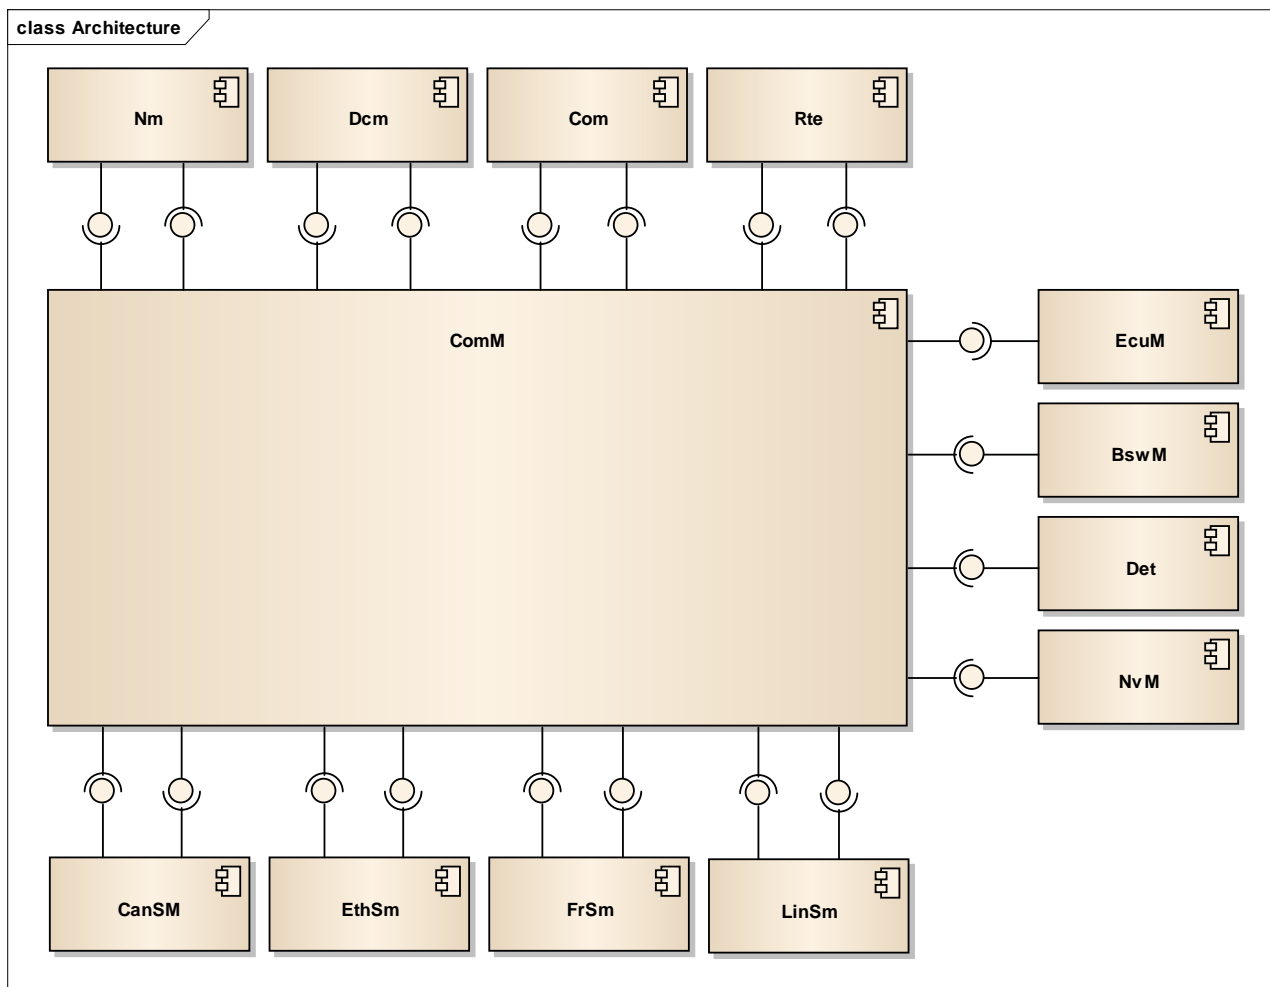 class Architecture
Nm
Dcm
Com
Rte
ComM
EcuM
BswM
Det
NvM
CanSM
EthSm
FrSm
LinSm